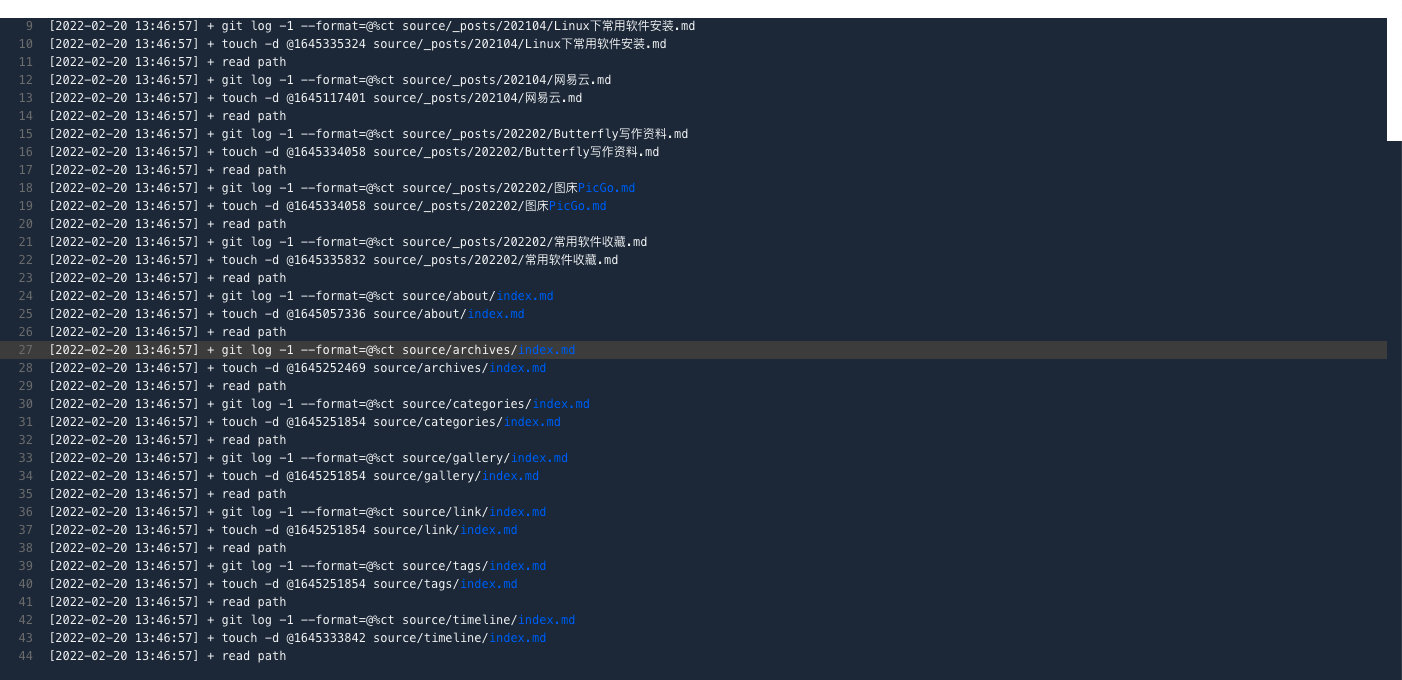 9 [2022-02-20 13:46:57] + git log -1 --format=@%ct source/_posts/202104/Linux下常用软件安装.md
10 [2022-02-20 13:46:57] + touch -d @1645335324 source/_posts/202104/Linux下常用软件安装.md
11 [2022-02-20 13:46:57] + read path
12 [2022-02-20 13:46:57] + git log -1 --format=@%ct source/_posts/202104/网易云.md
13 [2022-02-20 13:46:57] + touch -d @1645117401 source/_posts/202104/网易云.md
14 [2022-02-20 13:46:57] + read path
15 [2022-02-20 13:46:57] + git log -1 --format=@%ct source/_posts/202202/Butterfly写作资料.md
16 [2022-02-20 13:46:57] + touch -d @1645334058 source/_posts/202202/Butterfly写作资料.md
17 [2022-02-20 13:46:57] + read path
18 [2022-02-20 13:46:57] + git log -1 --format=@%ct source/_posts/202202/图床PicGo.md
19 [2022-02-20 13:46:57] + touch -d @1645334058 source/_posts/202202/图床PicGo.md
20 [2022-02-20 13:46:57] + read path
21 [2022-02-20 13:46:57] + git log -1 --format=@%ct source/_posts/202202/常用软件收藏.md
22 [2022-02-20 13:46:57] + touch -d @1645335832 source/_posts/202202/常用软件收藏.md
23 [2022-02-20 13:46:57] + read path
24 [2022-02-20 13:46:57] + git log -1 --format=@%ct source/about/index.md
25 [2022-02-20 13:46:57] + touch -d @1645057336 source/about/index.md
26 [2022-02-20 13:46:57] + read path
27 [2022-02-20 13:46:57] + git log -1 --format=@%ct source/archives/index.md
28 [2022-02-20 13:46:57] + touch -d @1645252469 source/archives/index.md
29 [2022-02-20 13:46:57] + read path
30 [2022-02-20 13:46:57] + git log -1 --format=@%ct source/categories/index.md
31 [2022-02-20 13:46:57] + touch -d @1645251854 source/categories/index.md
32 [2022-02-20 13:46:57] + read path
33 [2022-02-20 13:46:57] + git log -1 --format=@%ct source/gallery/index.md
34 [2022-02-20 13:46:57] + touch -d @1645251854 source/gallery/index.md
35 [2022-02-20 13:46:57] + read path
36 [2022-02-20 13:46:57] + git log -1 --format=@%ct source/link/index.md
37 [2022-02-20 13:46:57] + touch -d @1645251854 source/link/index.md
38 [2022-02-20 13:46:57] + read path
39 [2022-02-20 13:46:57] + git log -1 --format=@%ct source/tags/index.md
40 [2022-02-20 13:46:57] + touch -d @1645251854 source/tags/index.md
41 [2022-02-20 13:46:57] + read path
42 [2022-02-20 13:46:57] + git log -1 --format=@%ct source/timeline/index.md
43 [2022-02-20 13:46:57] + touch -d @1645333842 source/timeline/index.md
44 [2022-02-20 13:46:57] + read path